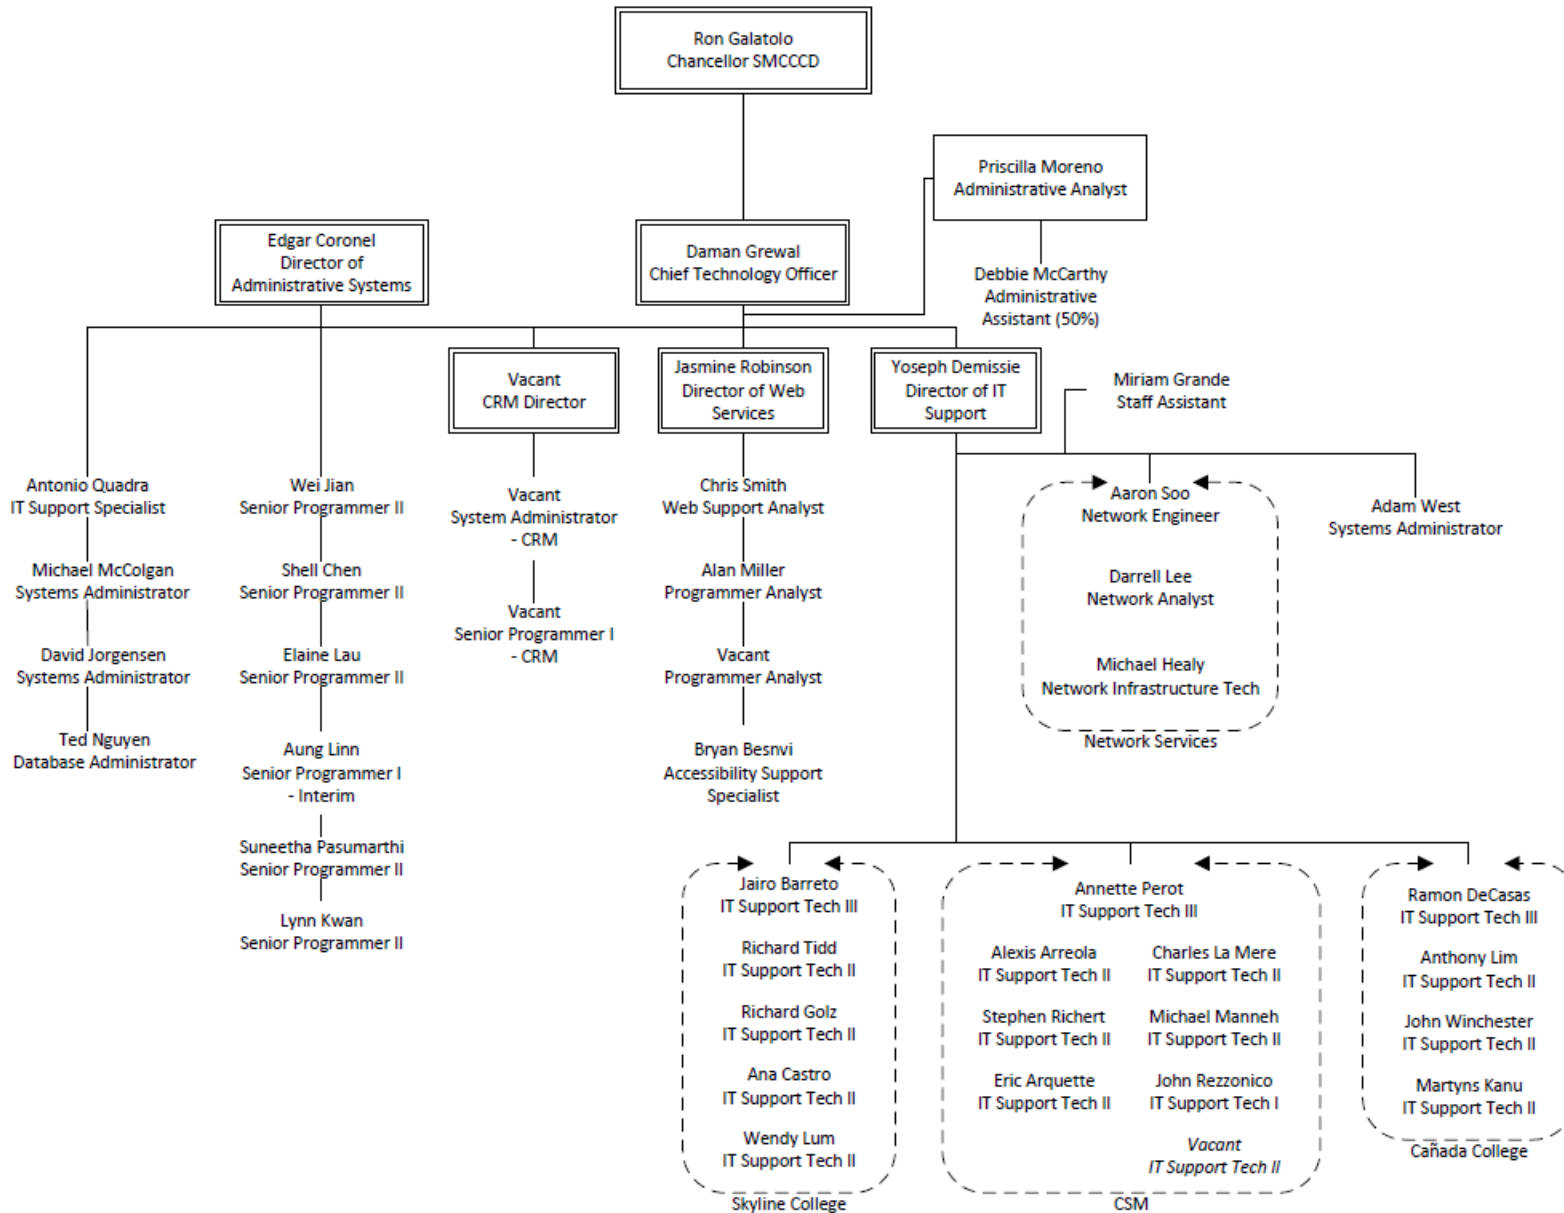 Ron Galatolo
Chancellor SMCCCD
Priscilla Moreno
Administrative Analyst
Debbie McCarthy
Administrative
Assistant (50%)
Edgar Coronel
Director of
Administrative Systems
Daman Grewal
Chief Technology Officer
Vacant
CRM Director
Jasmine Robinson
Director of Web
Services
Yoseph Demissie
Director of IT
Support
Miriam Grande
Staff Assistant
Antonio Quadra
IT Support Specialist
Michael McColgan
Systems Administrator
David Jorgensen
Systems Administrator
Ted Nguyen
Database Administrator
Wei Jian
Senior Programmer II
Shell Chen
Senior Programmer II
Elaine Lau
Senior Programmer II
Aung Linn
Senior Programmer I
- Interim
Suneetha Pasumarthi
Senior Programmer II
Lynn Kwan
Senior Programmer II
Vacant
System Administrator
- CRM
Vacant
Senior Programmer I
- CRM
Chris Smith
Web Support Analyst
Alan Miller
Programmer Analyst
Vacant
Programmer Analyst
Bryan Besnvi
Accessibility Support
Specialist
Aaron Soo
Network Engineer
Darrell Lee
Network Analyst
Michael Healy
Network Infrastructure Tech
Network Services
Adam West
Systems Administrator
Jairo Barreto
IT Support Tech III
Richard Tidd
IT Support Tech II
Richard Golz
IT Support Tech II
Ana Castro
IT Support Tech II
Wendy Lum
IT Support Tech II
Skyline College
Annette Perot
IT Support Tech III
Alexis Arreola
IT Support Tech II
Stephen Richert
IT Support Tech II
Eric Arquette
IT Support Tech II
Charles La Mere
IT Support Tech II
Michael Manneh
IT Support Tech II
John Rezzonico
IT Support Tech I
Vacant
IT Support Tech II
CSM
Ramon DeCasas
IT Support Tech III
Anthony Lim
IT Support Tech II
John Winchester
IT Support Tech II
Martyns Kanu
IT Support Tech II
Cañada College